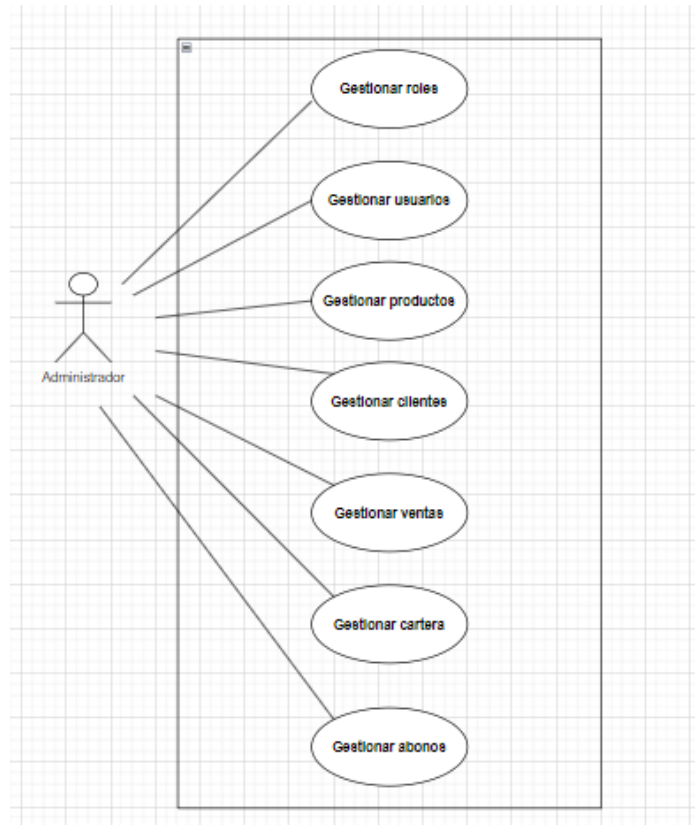 Gestionar roles
Gestionar usuarios
Gestionar productos
Administrador
Gestionar clientes
Gestionar ventas
Gestionar cartera
Gestionar abonos